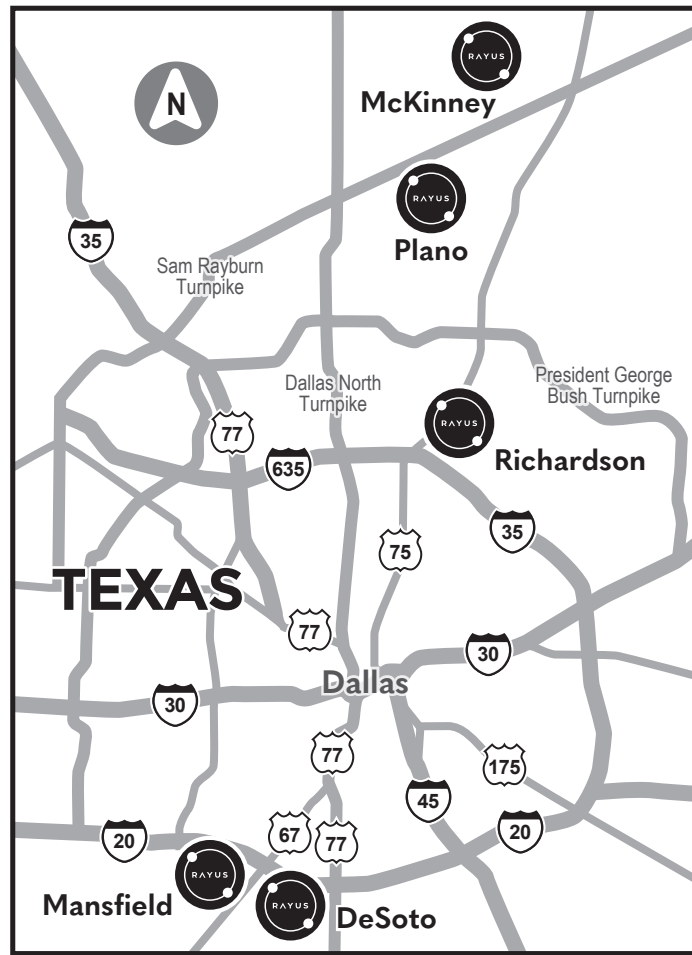 RAYUS
McKinney
N
RAYUS
Plano
35
Sam Rayburn
Turnpike
Dallas North
Turnpike
President George
Bush Turnpike
RAYUS
Richardson
77
635
35
75
TEXAS
77
30
Dallas
30
77
175
45
20
67
77
20
RAYUS
Mansfield
RAYUS
DeSoto